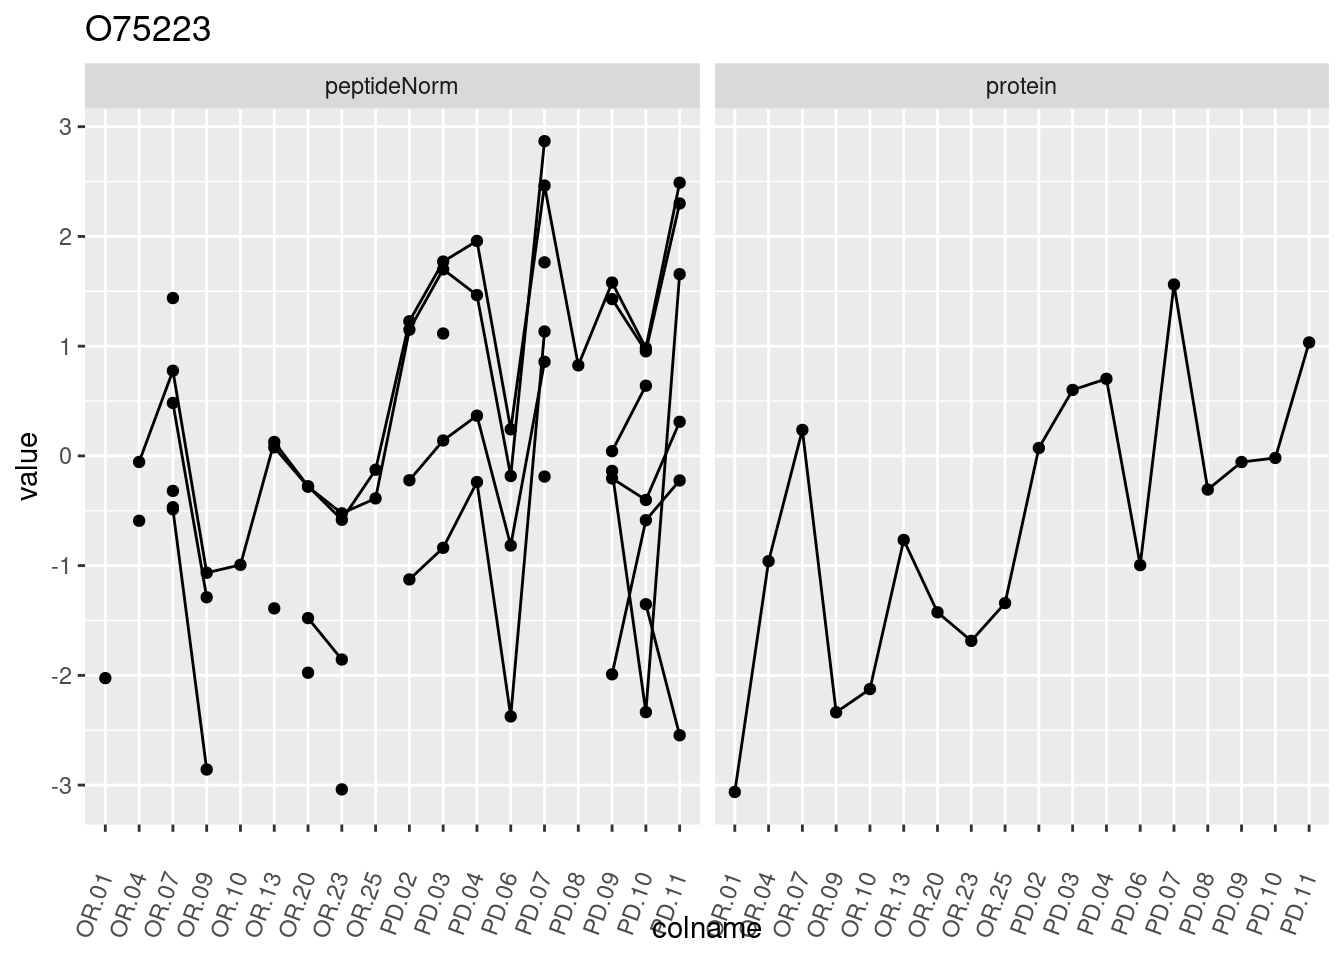 O75223
peptideNorm
protein
3
2
1
0
-1
-2
-3
value
OR.01
OR.04
OR.07
OR.09
OR.10
OR.13
OR.20
OR.23
OR.25
PD.02
PD.03
PD.04
PD.06
PD.07
PD.08
PD.09
PD.10
PD.11
OR.01
OR.04
OR.07
OR.09
OR.10
OR.13
OR.20
OR.23
OR.25
PD.02
PD.03
PD.04
PD.06
PD.07
PD.08
PD.09
PD.10
PD.11
colname